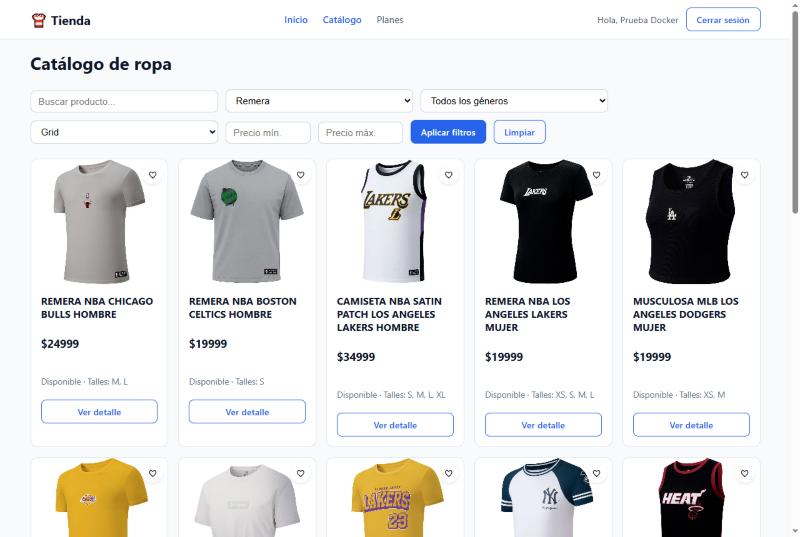 Tienda
Inicio
Catálogo
Planes
Hola, Prueba Docker
Cerrar sesión
Catálogo de ropa
Buscar producto...
Remera
Todos los géneros
Grid
Precio mín.
Precio máx.
Aplicar filtros
Limpiar
LAKERS
LAKERS
LA
REMERA NBA CHICAGO
BULLS HOMBRE
$24999
Disponible · Talles: M, L
Ver detalle
REMERA NBA BOSTON
CELTICS HOMBRE
$19999
Disponible · Talles: S
Ver detalle
CAMISETA NBA SATIN
PATCH LOS ANGELES
LAKERS HOMBRE
$34999
Disponible · Talles: S, M, L, XL
Ver detalle
REMERA NBA LOS
ANGELES LAKERS
MUJER
$19999
Disponible · Talles: XS, S, M, L
Ver detalle
MUSCULOSA MLB LOS
ANGELES DODGERS
MUJER
$19999
Disponible · Talles: XS, M
Ver detalle
LAKERS
23
NY
HEAT